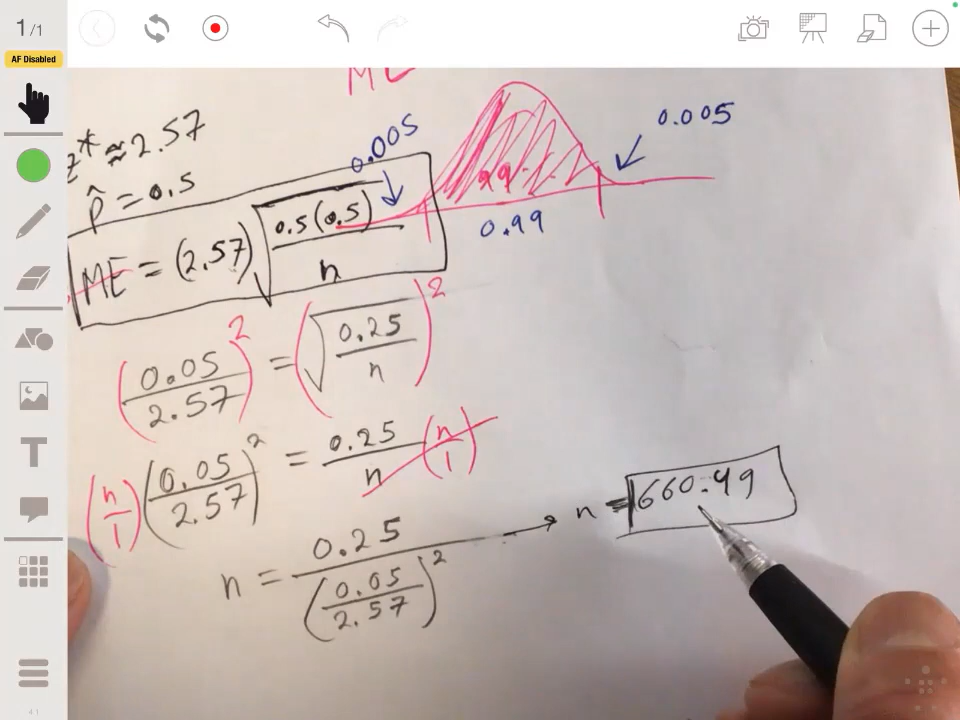 1/1
AF Disabled
T
ME
z* ≈ 2.57
0.005
0.005
p̂ = 0.5
99%
0.99
ME = (2.57) √(0.5(0.5)/n)
(0.05/2.57)² = (√(0.25/n))²
(n/1)(0.05/2.57)² = 0.25/n (n/1)
n = 0.25/(0.05/2.57)² → n = 660.49